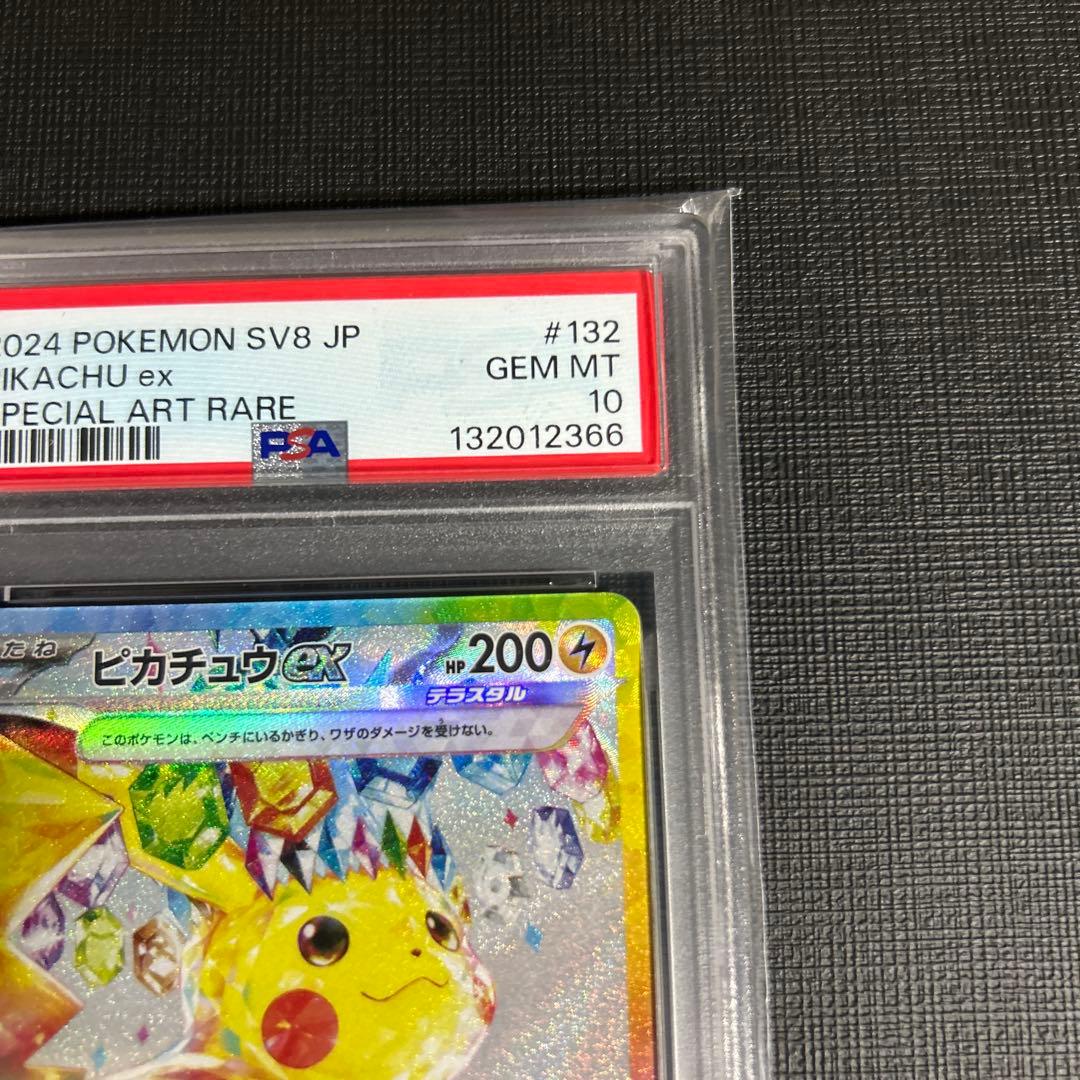 2024 POKEMON SV8 JP #132
IKACHU ex GEM MT
PECIAL ART RARE 10
PSA 132012366
たね ピカチュウex HP200
テラスタル
このポケモンは、ベンチにいるかぎり、ワザのダメージを受けない。